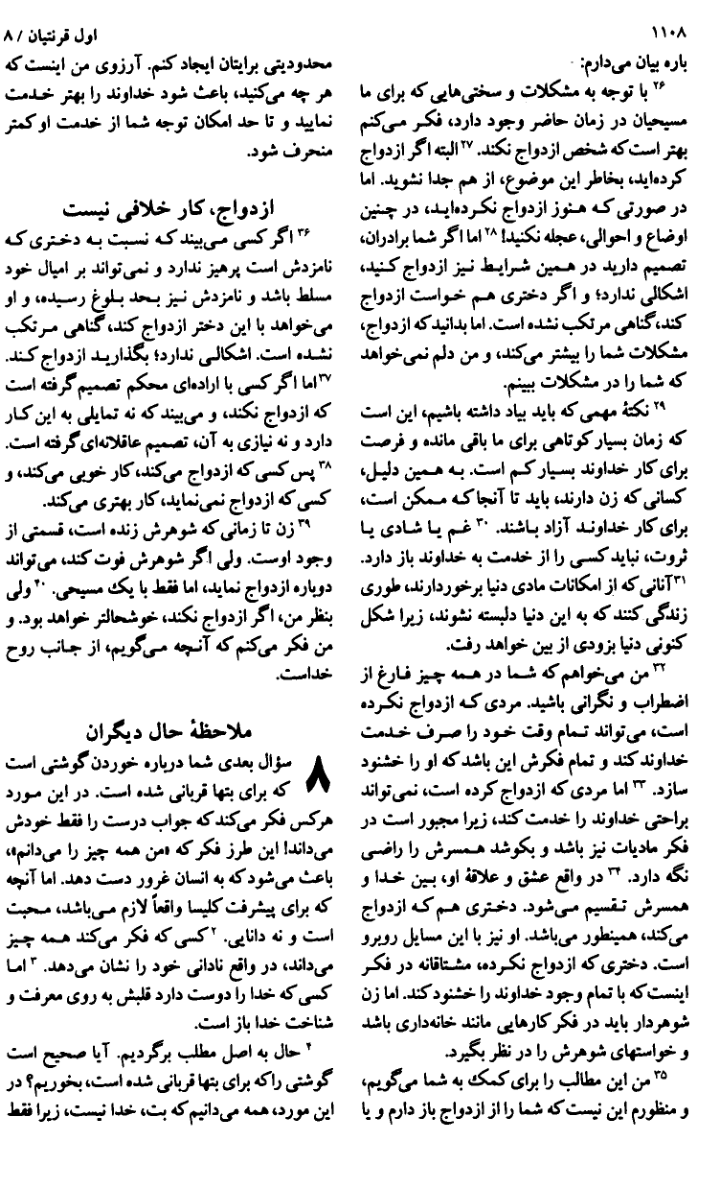 ۱۱۰۸
اول قرنتیان / ۸
باره بیان می‌دارم:
۲۶ با توجه به مشکلات و سختی‌هایی که برای ما
مسیحیان در زمان حاضر وجود دارد، فکر می‌کنم
بهتر است که شخص ازدواج نکند. ۲۷ البته اگر ازدواج
کرده‌اید، بخاطر این موضوع، از هم جدا نشوید. اما
در صورتی که هنوز ازدواج نکرده‌اید، در چنین
اوضاع و احوالی، عجله نکنید! ۲۸ اما اگر شما برادران،
تصمیم دارید در همین شرایط نیز ازدواج کنید،
اشکالی ندارد؛ و اگر دختری هم خواست ازدواج
کند، گناهی مرتکب نشده است. اما بدانید که ازدواج،
مشکلات شما را بیشتر می‌کند، و من دلم نمی‌خواهد
که شما را در مشکلات ببینم.
۲۹ نکتهٔ مهمی که باید بیاد داشته باشیم، این است
که زمان بسیار کوتاهی برای ما باقی مانده و فرصت
برای کار خداوند بسیار کم است. به همین دلیل،
کسانی که زن دارند، باید تا آنجا که ممکن است،
برای کار خداوند آزاد باشند. ۳۰ غم یا شادی یا
ثروت، نباید کسی را از خدمت به خداوند باز دارد.
۳۱ آنانی که از امکانات مادی دنیا برخوردارند، طوری
زندگی کنند که به این دنیا دلبسته نشوند، زیرا شکل
کنونی دنیا بزودی از بین خواهد رفت.
۳۲ من می‌خواهم که شما در همه چیز فارغ از
اضطراب و نگرانی باشید. مردی که ازدواج نکرده
است، می‌تواند تمام وقت خود را صرف خدمت
خداوند کند و تمام فکرش این باشد که او را خشنود
سازد. ۳۳ اما مردی که ازدواج کرده است، نمی‌تواند
براحتی خداوند را خدمت کند، زیرا مجبور است در
فکر مادیات نیز باشد و بکوشد همسرش را راضی
نگه دارد. ۳۴ در واقع عشق و علاقهٔ او، بین خدا و
همسرش تقسیم می‌شود. دختری هم که ازدواج
می‌کند، همینطور می‌باشد. او نیز با این مسایل روبرو
است. دختری که ازدواج نکرده، مشتاقانه در فکر
اینست که با تمام وجود خداوند را خشنود کند. اما زن
شوهردار باید در فکر کارهایی مانند خانه‌داری باشد
و خواستهای شوهرش را در نظر بگیرد.
۳۵ من این مطالب را برای کمک به شما می‌گویم،
و منظورم این نیست که شما را از ازدواج باز دارم و یا
محدودیتی برایتان ایجاد کنم. آرزوی من اینست که
هر چه می‌کنید، باعث شود خداوند را بهتر خدمت
نمایید و تا حد امکان توجه شما از خدمت او کمتر
منحرف شود.
ازدواج، کار خلافی نیست
۳۶ اگر کسی می‌بیند که نسبت به دختری که
نامزدش است پرهیز ندارد و نمی‌تواند بر امیال خود
مسلط باشد و نامزدش نیز بحد بلوغ رسیده، و او
می‌خواهد با این دختر ازدواج کند، گناهی مرتکب
نشده است. اشکالی ندارد؛ بگذارید ازدواج کند.
۳۷ اما اگر کسی با اراده‌ای محکم تصمیم گرفته است
که ازدواج نکند، و می‌بیند که نه تمایلی به این کار
دارد و نه نیازی به آن، تصمیم عاقلانه‌ای گرفته است.
۳۸ پس کسی که ازدواج می‌کند، کار خوبی می‌کند، و
کسی که ازدواج نمی‌نماید، کار بهتری می‌کند.
۳۹ زن تا زمانی که شوهرش زنده است، قسمتی از
وجود اوست. ولی اگر شوهرش فوت کند، می‌تواند
دوباره ازدواج نماید، اما فقط با یک مسیحی. ۴۰ ولی
بنظر من، اگر ازدواج نکند، خوشحالتر خواهد بود. و
من فکر می‌کنم که آنچه می‌گویم، از جانب روح
خداست.
ملاحظهٔ حال دیگران
۸ سؤال بعدی شما درباره خوردن گوشتی است
که برای بتها قربانی شده است. در این مورد
هرکس فکر می‌کند که جواب درست را فقط خودش
می‌داند! این طرز فکر که «من همه چیز را می‌دانم»،
باعث می‌شود که به انسان غرور دست دهد. اما آنچه
که برای پیشرفت کلیسا واقعاً لازم می‌باشد، محبت
است و نه دانایی. ۲ کسی که فکر می‌کند همه چیز
می‌داند، در واقع نادانی خود را نشان می‌دهد. ۳ اما
کسی که خدا را دوست دارد قلبش به روی معرفت و
شناخت خدا باز است.
۴ حال به اصل مطلب برگردیم. آیا صحیح است
گوشتی را که برای بتها قربانی شده است، بخوریم؟ در
این مورد، همه می‌دانیم که بت، خدا نیست، زیرا فقط